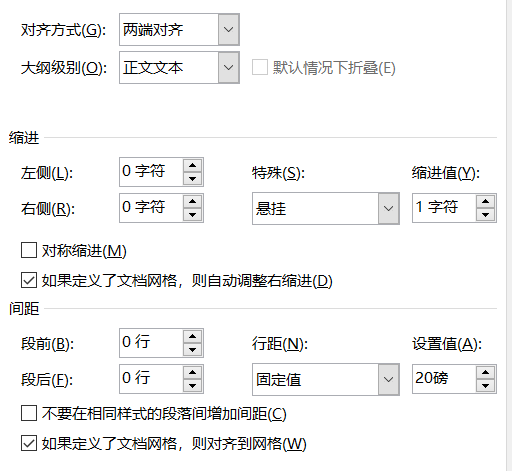 对齐方式(G): 两端对齐
大纲级别(O): 正文文本 默认情况下折叠(E)
缩进
左侧(L): 0 字符 特殊(S): 缩进值(Y):
右侧(R): 0 字符 悬挂 1 字符
对称缩进(M)
如果定义了文档网格，则自动调整右缩进(D)
间距
段前(B): 0 行 行距(N): 设置值(A):
段后(F): 0 行 固定值 20磅
不要在相同样式的段落间增加间距(C)
如果定义了文档网格，则对齐到网格(W)